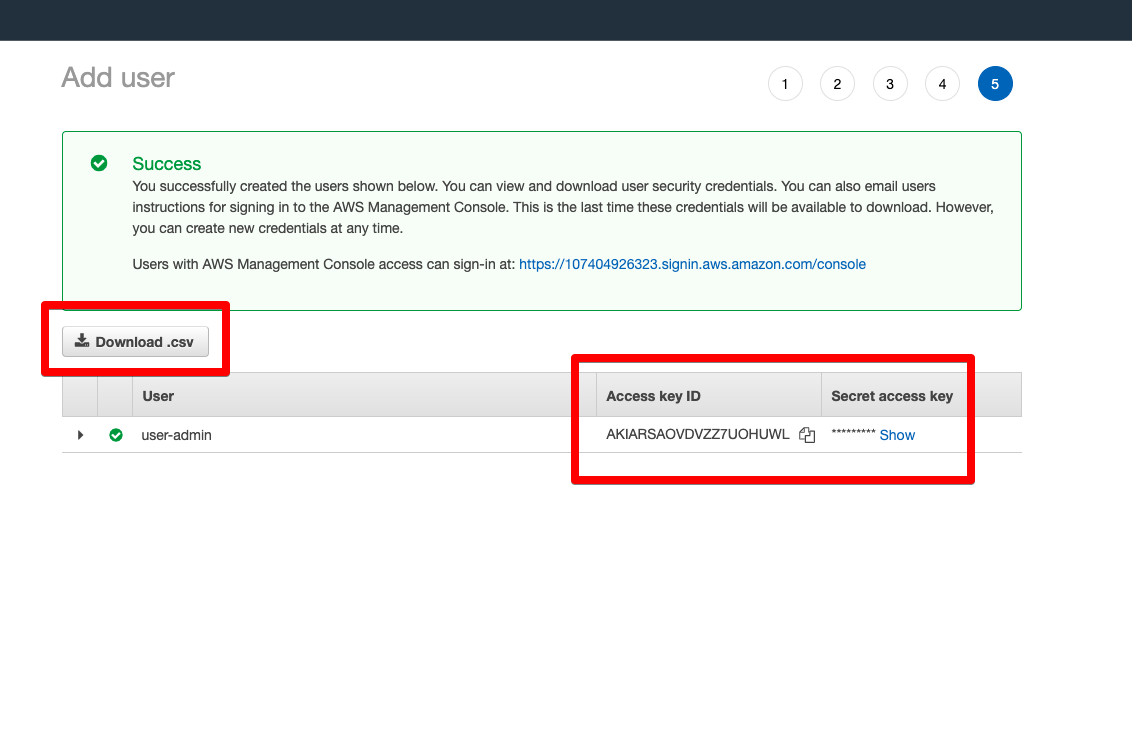 Add user
1 2 3 4 5
Success
You successfully created the users shown below. You can view and download user security credentials. You can also email users
instructions for signing in to the AWS Management Console. This is the last time these credentials will be available to download. However,
you can create new credentials at any time.
Users with AWS Management Console access can sign-in at: https://107404926323.signin.aws.amazon.com/console
Download .csv
User Access key ID Secret access key
user-admin AKIARSAOVDVZZ7UOHUWL ********* Show